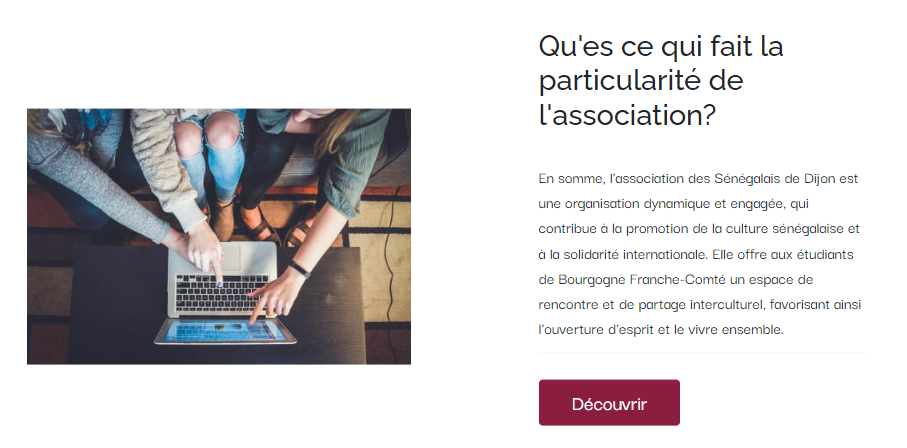 Qu'es ce qui fait la
particularité de
l'association?
En somme, l'association des Sénégalais de Dijon est
une organisation dynamique et engagée, qui
contribue à la promotion de la culture sénégalaise et
à la solidarité internationale. Elle offre aux étudiants
de Bourgogne Franche-Comté un espace de
rencontre et de partage interculturel, favorisant ainsi
l'ouverture d'esprit et le vivre ensemble.
Découvrir